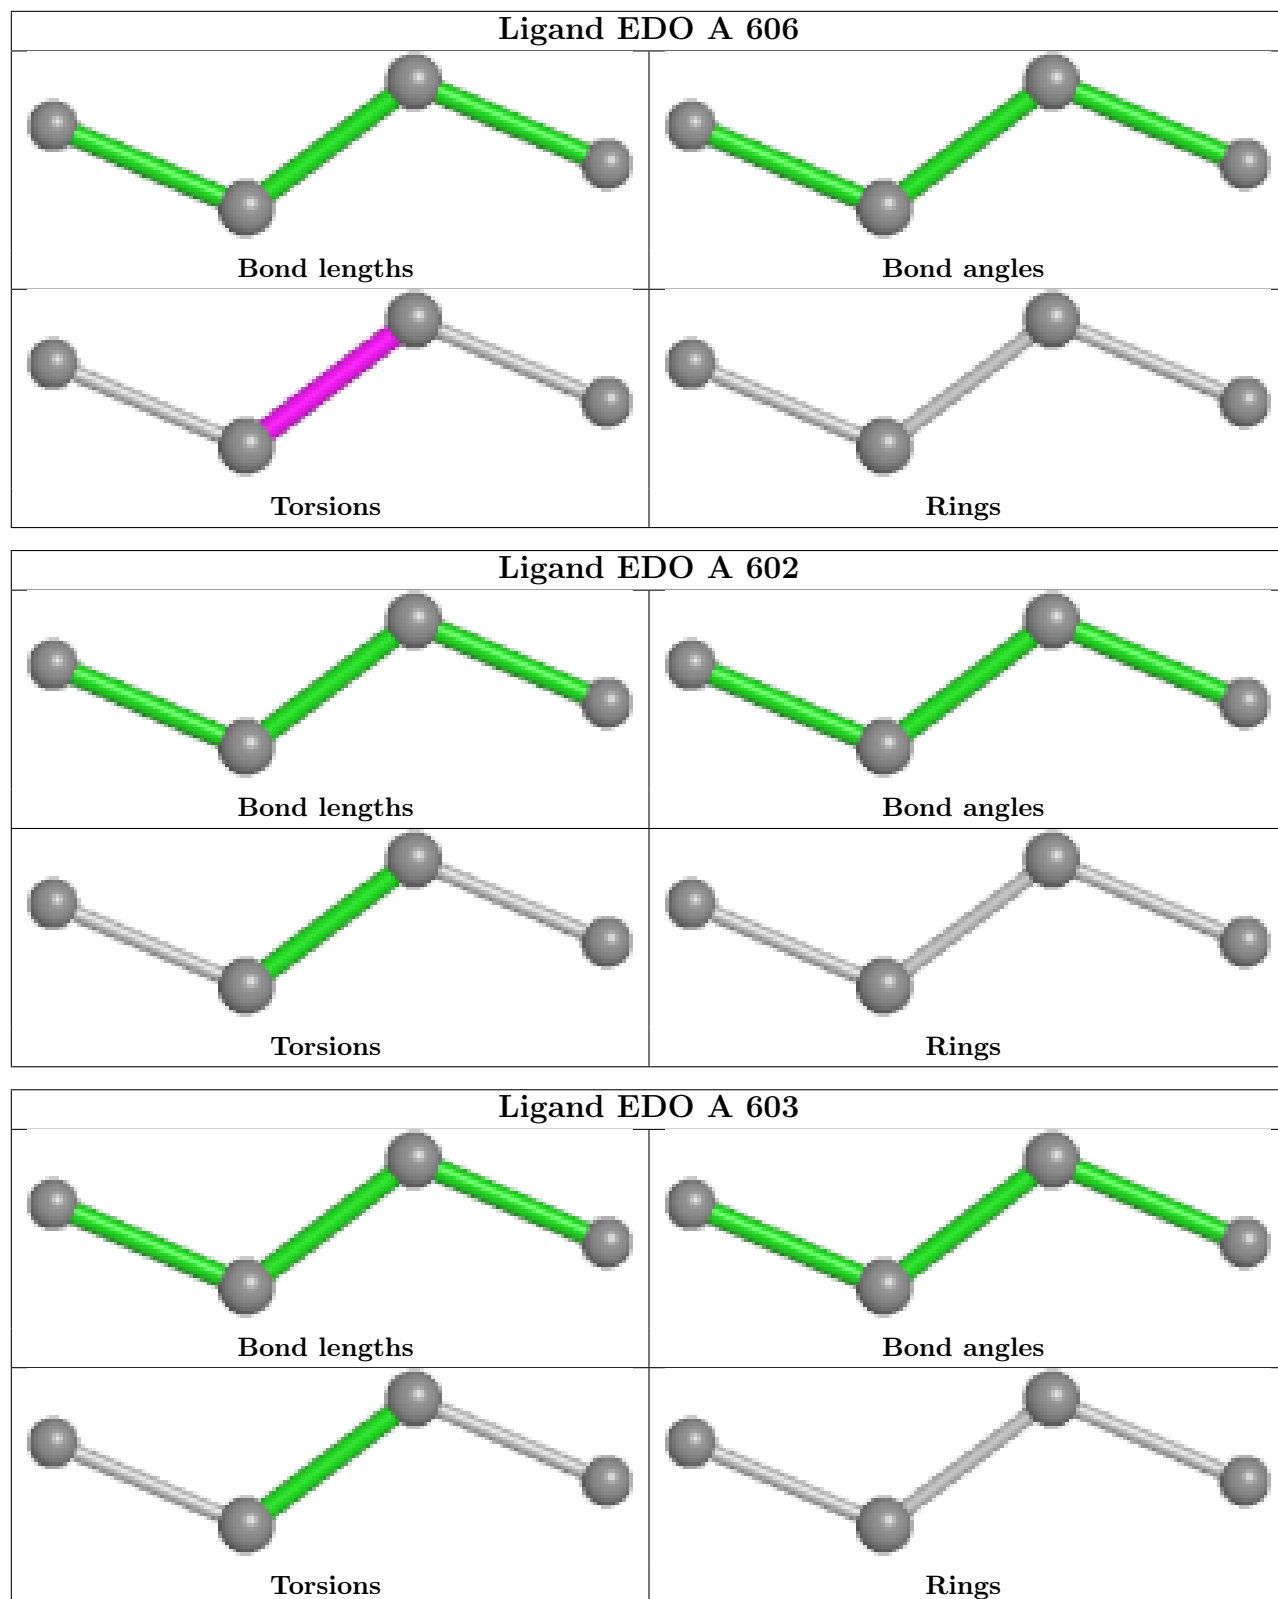 Ligand EDO A 606
Bond lengths
Bond angles
Torsions
Rings
Ligand EDO A 602
Bond lengths
Bond angles
Torsions
Rings
Ligand EDO A 603
Bond lengths
Bond angles
Torsions
Rings